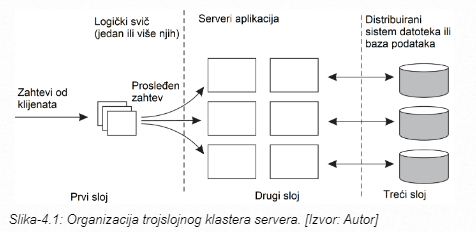 Logički svič
(jedan ili više njih)
Serveri aplikacija
Distribuirani
sistem datoteka ili
baza podataka
Zahtevi od
klijenata
Prosleđen
zahtev
Prvi sloj
Drugi sloj
Treći sloj
Slika-4.1: Organizacija trojslojnog klastera servera. [Izvor: Autor]